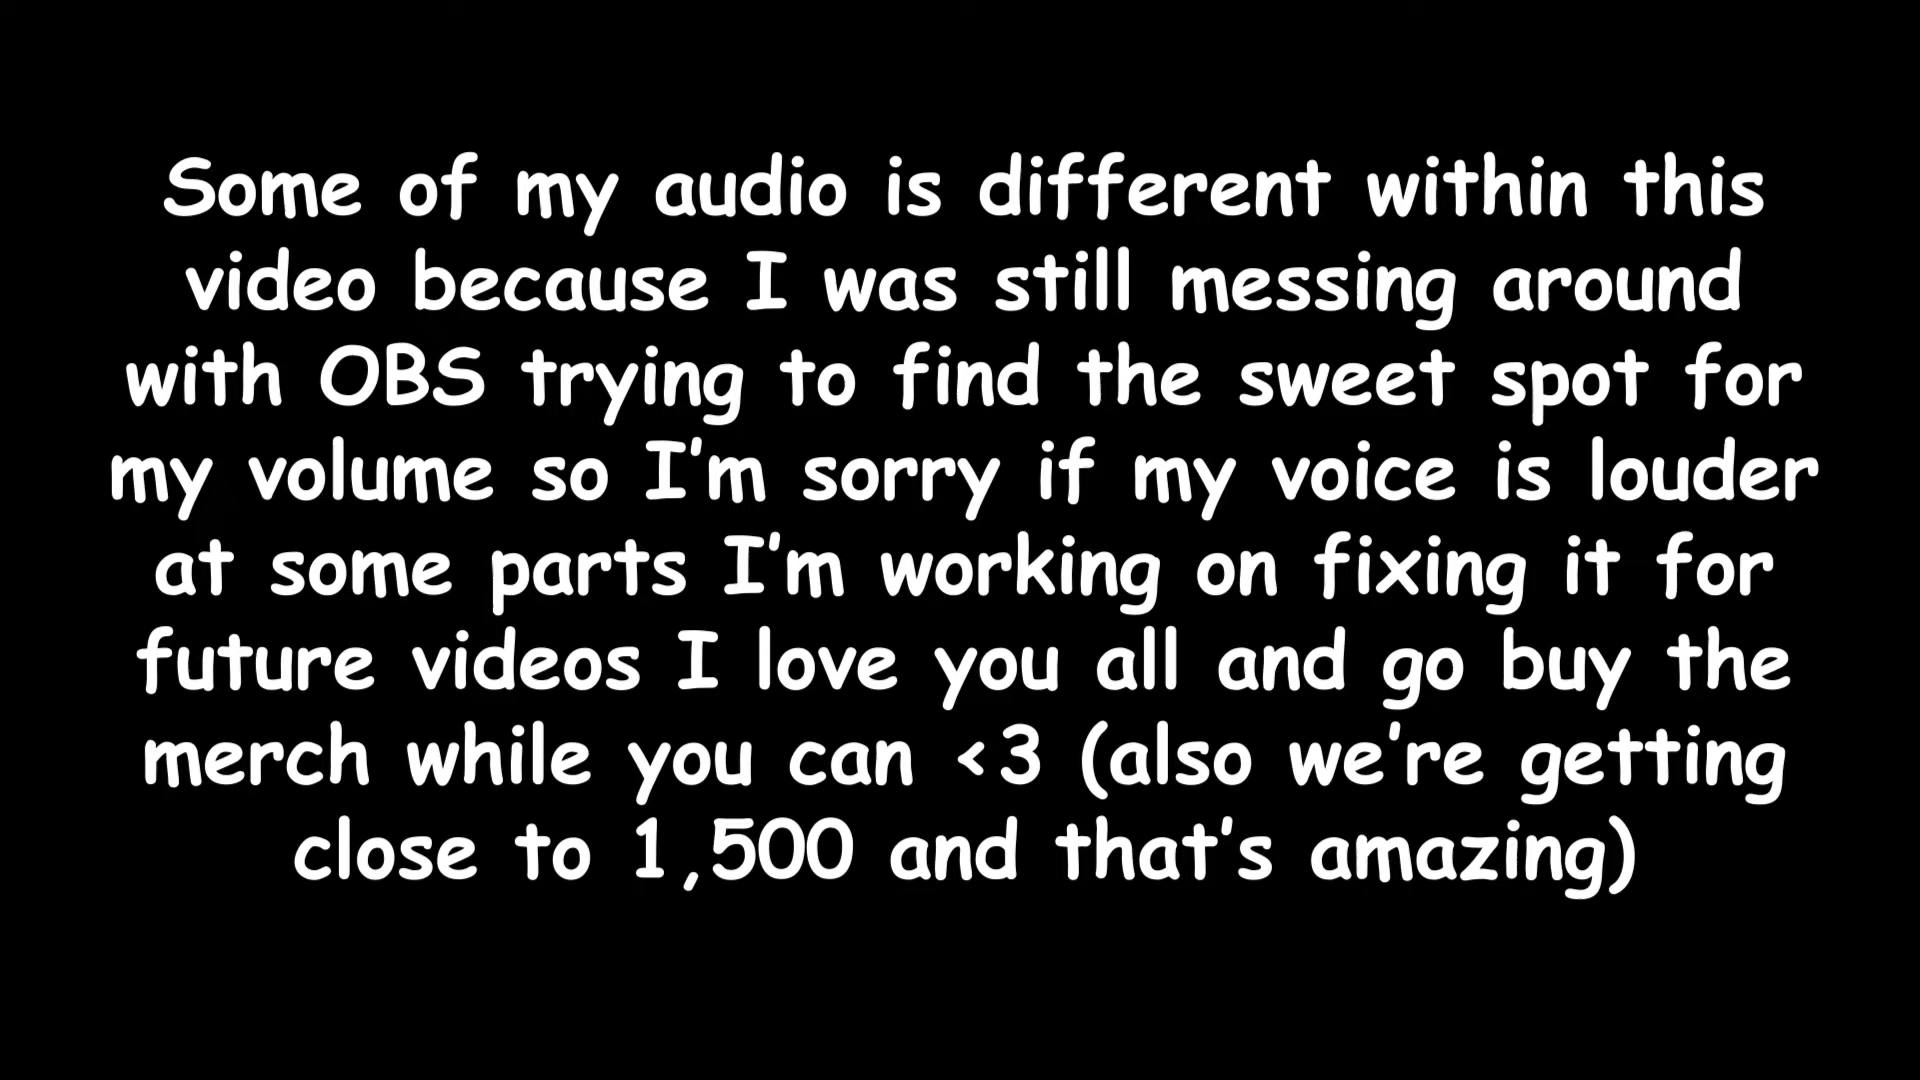 Some of my audio is different within this
video because I was still messing around
with OBS trying to find the sweet spot for
my volume so I'm sorry if my voice is louder
at some parts I'm working on fixing it for
future videos I love you all and go buy the
merch while you can <3 (also we're getting
close to 1,500 and that's amazing)